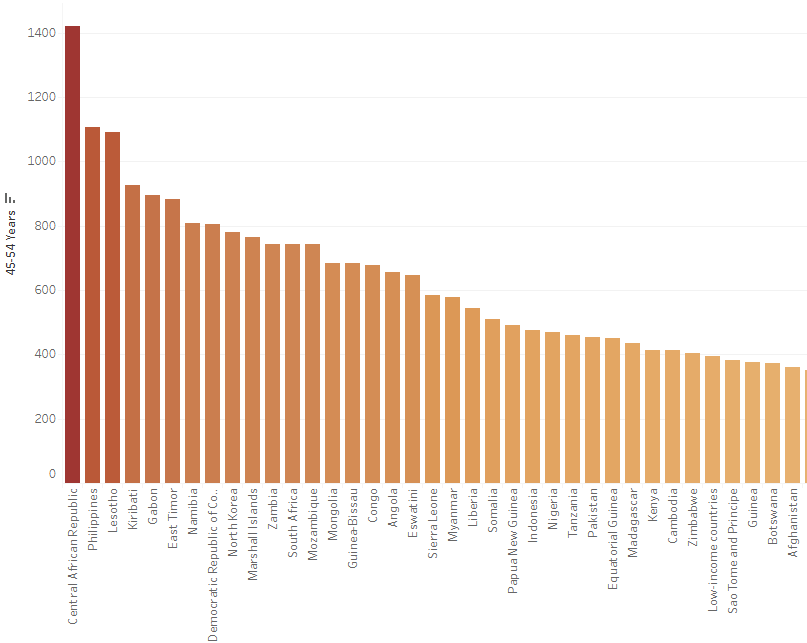 1400
1200
1000
800
600
400
200
0
45-54 Years
Central African Republic
Philippines
Lesotho
Kiribati
Gabon
East Timor
Namibia
Democratic Republic of Co..
North Korea
Marshall Islands
Zambia
South Africa
Mozambique
Mongolia
Guinea-Bissau
Congo
Angola
Eswatini
Sierra Leone
Myanmar
Liberia
Somalia
Papua New Guinea
Indonesia
Nigeria
Tanzania
Pakistan
Equatorial Guinea
Madagascar
Kenya
Cambodia
Zimbabwe
Low-income countries
Sao Tome and Principe
Guinea
Botswana
Afghanistan